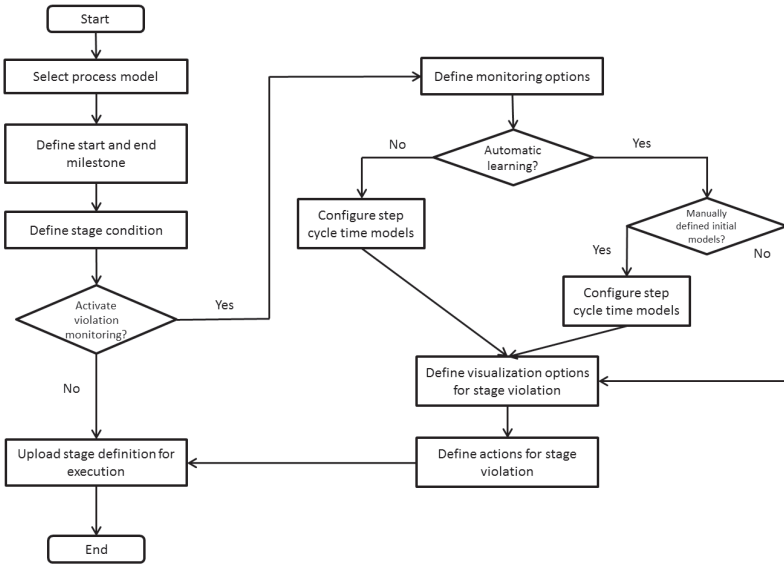 Start
Select process model
Define start and end
milestone
Define stage condition
Activate
violation
monitoring?
Yes
No
Upload stage definition for
execution
End
Define monitoring options
Automatic
learning?
No
Yes
Configure step
cycle time models
Manually
defined initial
models?
Yes
No
Configure step
cycle time models
Define visualization options
for stage violation
Define actions for stage
violation